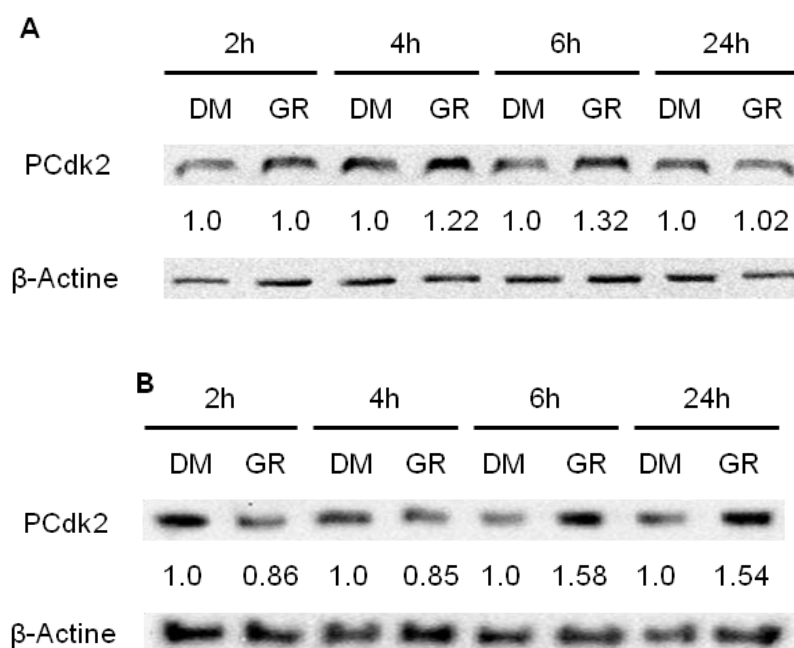 A
2h 4h 6h 24h
DM GR DM GR DM GR DM GR
PCdk2
1.0 1.0 1.0 1.22 1.0 1.32 1.0 1.02
β-Actine
B
2h 4h 6h 24h
DM GR DM GR DM GR DM GR
PCdk2
1.0 0.86 1.0 0.85 1.0 1.58 1.0 1.54
β-Actine